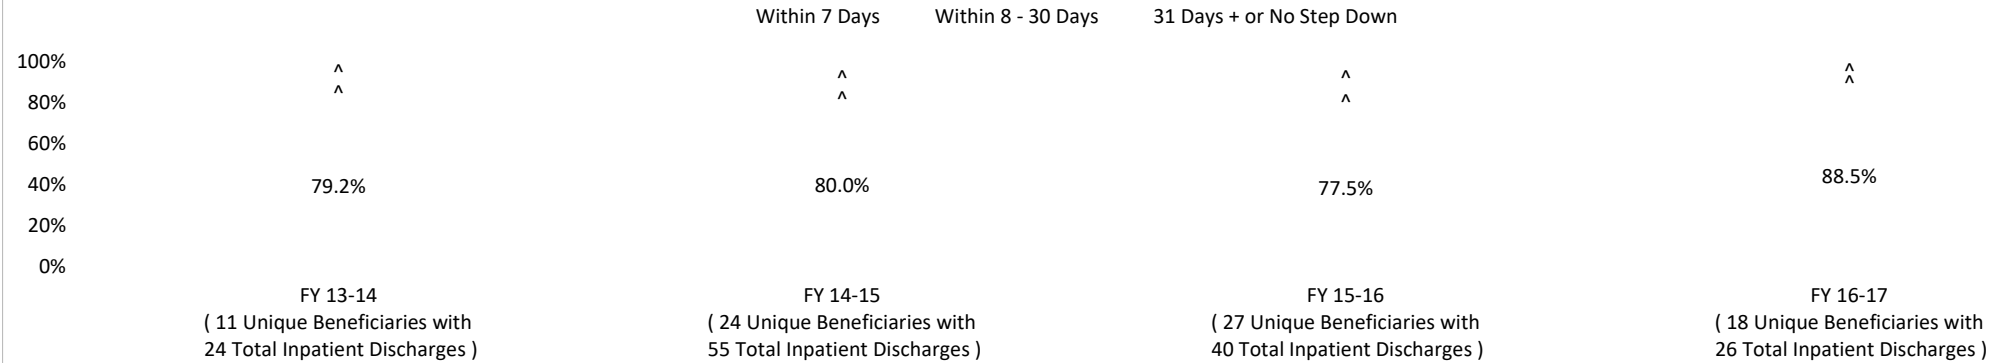 Within 7 Days Within 8 - 30 Days 31 Days + or No Step Down
100%
80%
60%
40%
20%
0%
^ ^ ^ ^
^ ^ ^ ^
79.2% 80.0% 77.5% 88.5%
FY 13-14 FY 14-15 FY 15-16 FY 16-17
( 11 Unique Beneficiaries with ( 24 Unique Beneficiaries with ( 27 Unique Beneficiaries with ( 18 Unique Beneficiaries with
24 Total Inpatient Discharges ) 55 Total Inpatient Discharges ) 40 Total Inpatient Discharges ) 26 Total Inpatient Discharges )